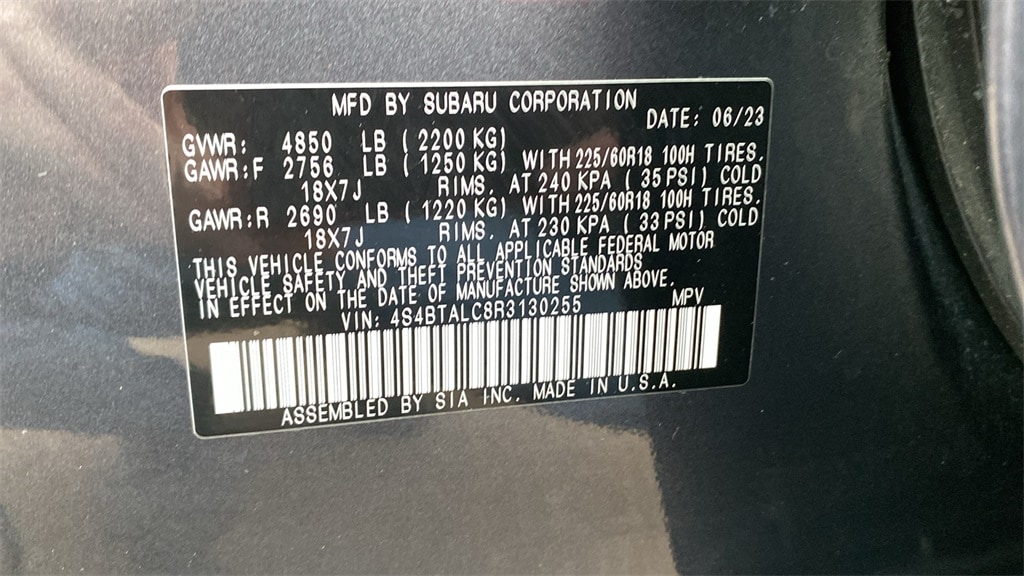 MFD BY SUBARU CORPORATION
DATE: 06/23
GVWR: 4850 LB (2200 KG)
GAWR:F 2756 LB (1250 KG) WITH 225/60R18 100H TIRES.
18X7J RIMS. AT 240 KPA (35 PSI) COLD
GAWR:R 2690 LB (1220 KG) WITH 225/60R18 100H TIRES.
18X7J RIMS. AT 230 KPA (33 PSI) COLD
THIS VEHICLE CONFORMS TO ALL APPLICABLE FEDERAL MOTOR
VEHICLE SAFETY AND THEFT PREVENTION STANDARDS
IN EFFECT ON THE DATE OF MANUFACTURE SHOWN ABOVE.
VIN: 4S4BTALC8R3130255 MPV
ASSEMBLED BY SIA INC. MADE IN U.S.A.